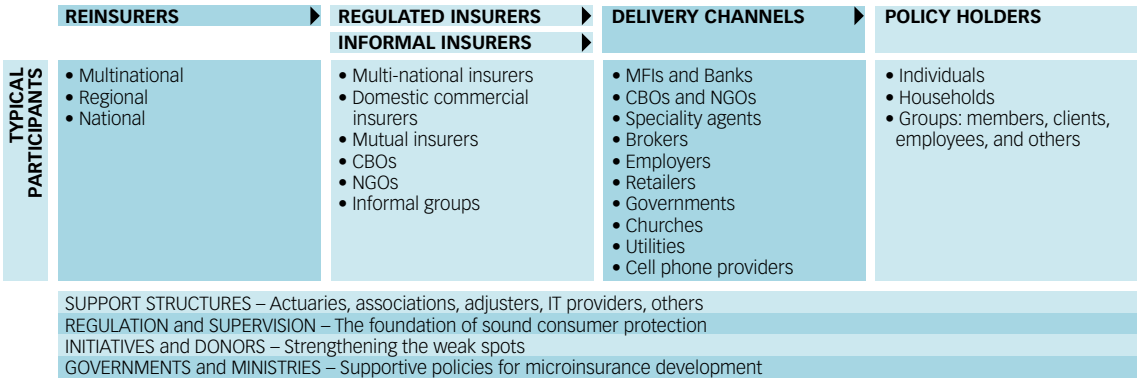 REINSURERS
REGULATED INSURERS
INFORMAL INSURERS
DELIVERY CHANNELS
POLICY HOLDERS
TYPICAL
PARTICIPANTS
• Multinational
• Regional
• National
• Multi-national insurers
• Domestic commercial
insurers
• Mutual insurers
• CBOs
• NGOs
• Informal groups
• MFIs and Banks
• CBOs and NGOs
• Speciality agents
• Brokers
• Employers
• Retailers
• Governments
• Churches
• Utilities
• Cell phone providers
• Individuals
• Households
• Groups: members, clients,
employees, and others
SUPPORT STRUCTURES – Actuaries, associations, adjusters, IT providers, others
REGULATION and SUPERVISION – The foundation of sound consumer protection
INITIATIVES and DONORS – Strengthening the weak spots
GOVERNMENTS and MINISTRIES – Supportive policies for microinsurance development